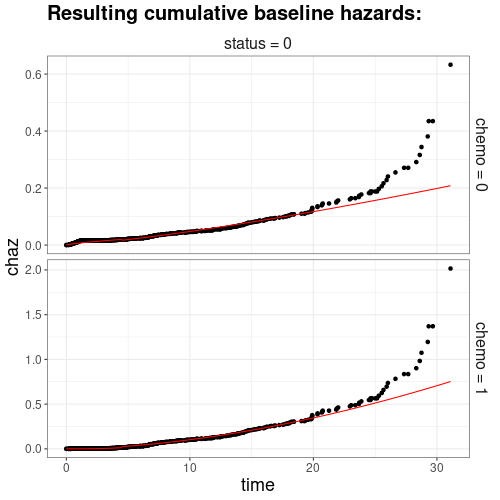 Resulting cumulative baseline hazards:
status = 0
0.6
0.4
0.2
0.0
chemo = 0
chaz
2.0
1.5
1.0
0.5
0.0
chemo = 1
0 10 20 30
time